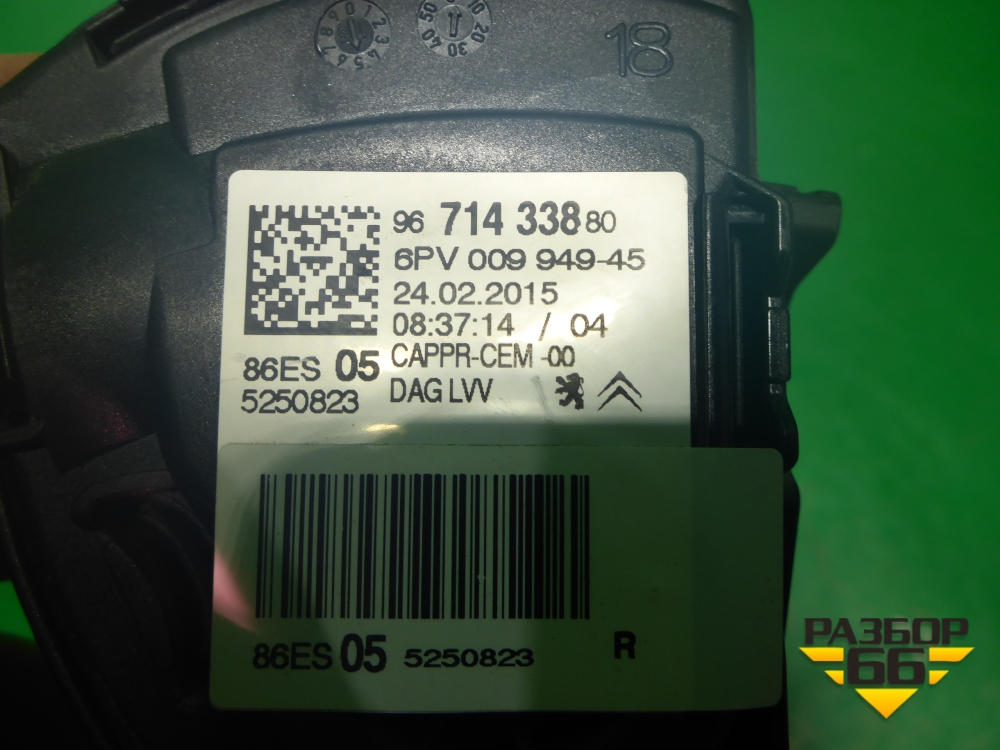 18
96 714 338 80
6PV 009 949-45
24.02.2015
08:37:14 / 04
CAPPR-CEM -00
DAG LVV
86ES 05
5250823
86ES 05 5250823 R
РАЗБОР
66